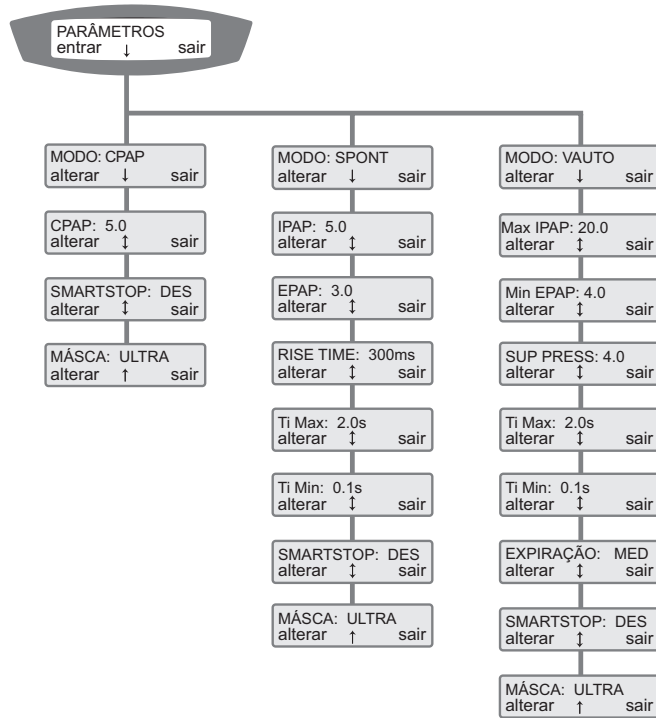 PARÂMETROS
entrar ↓ sair
MODO: CPAP
alterar ↓ sair
CPAP: 5.0
alterar ↕ sair
SMARTSTOP: DES
alterar ↕ sair
MÁSCA: ULTRA
alterar ↑ sair
MODO: SPONT
alterar ↓ sair
IPAP: 5.0
alterar ↕ sair
EPAP: 3.0
alterar ↕ sair
RISE TIME: 300ms
alterar ↕ sair
Ti Max: 2.0s
alterar ↕ sair
Ti Min: 0.1s
alterar ↕ sair
SMARTSTOP: DES
alterar ↕ sair
MÁSCA: ULTRA
alterar ↑ sair
MODO: VAUTO
alterar ↓ sair
Max IPAP: 20.0
alterar ↕ sair
Min EPAP: 4.0
alterar ↕ sair
SUP PRESS: 4.0
alterar ↕ sair
Ti Max: 2.0s
alterar ↕ sair
Ti Min: 0.1s
alterar ↕ sair
EXPIRAÇÃO: MED
alterar ↕ sair
SMARTSTOP: DES
alterar ↕ sair
MÁSCA: ULTRA
alterar ↑ sair